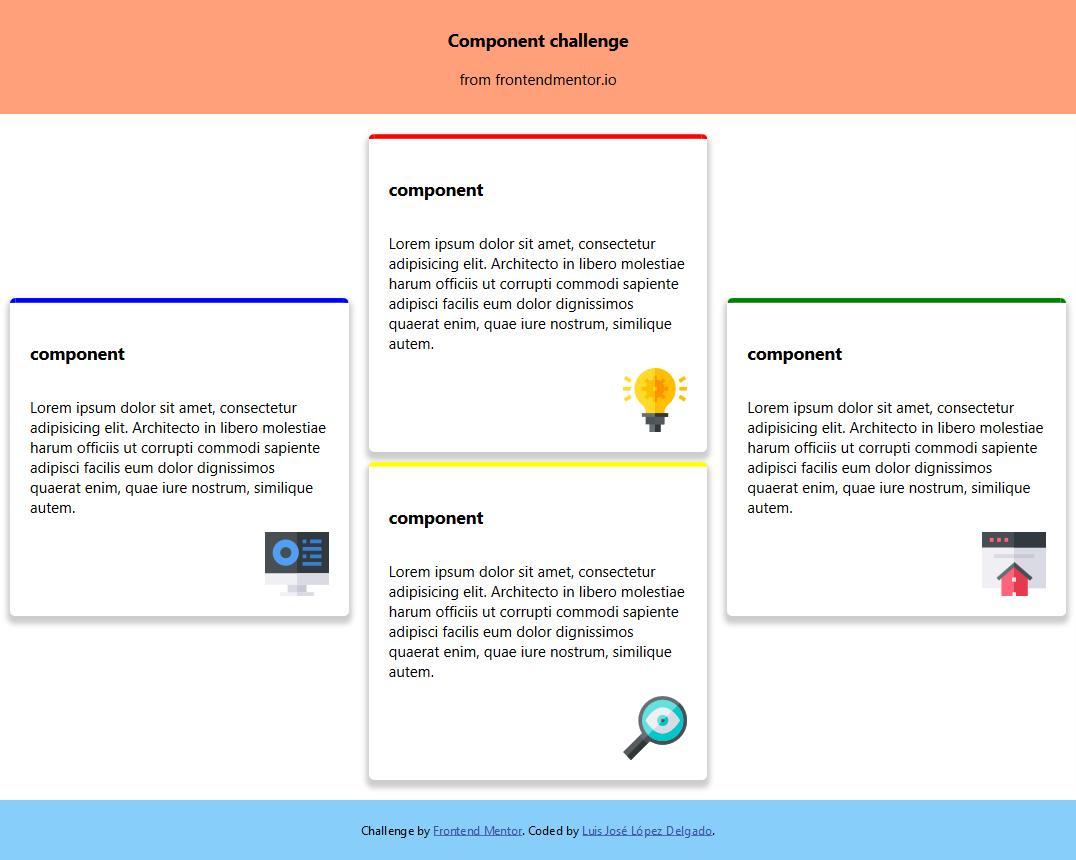 Component challenge
from frontendmentor.io
component
Lorem ipsum dolor sit amet, consectetur
adipisicing elit. Architecto in libero molestiae
harum officiis ut corrupti commodi sapiente
adipisci facilis eum dolor dignissimos
quaerat enim, quae iure nostrum, similique
autem.
component
Lorem ipsum dolor sit amet, consectetur
adipisicing elit. Architecto in libero molestiae
harum officiis ut corrupti commodi sapiente
adipisci facilis eum dolor dignissimos
quaerat enim, quae iure nostrum, similique
autem.
component
Lorem ipsum dolor sit amet, consectetur
adipisicing elit. Architecto in libero molestiae
harum officiis ut corrupti commodi sapiente
adipisci facilis eum dolor dignissimos
quaerat enim, quae iure nostrum, similique
autem.
component
Lorem ipsum dolor sit amet, consectetur
adipisicing elit. Architecto in libero molestiae
harum officiis ut corrupti commodi sapiente
adipisci facilis eum dolor dignissimos
quaerat enim, quae iure nostrum, similique
autem.
Challenge by Frontend Mentor. Coded by Luis José López Delgado.